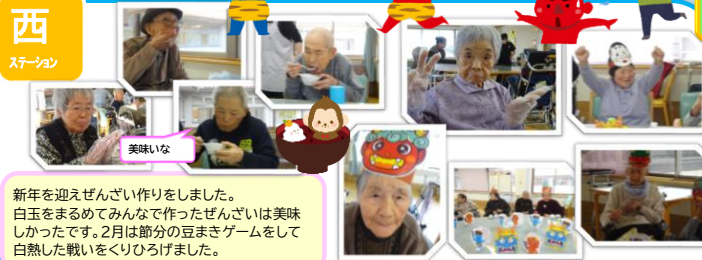 西
ステーション
美味いな
新年を迎えぜんざい作りをしました。
白玉をまるめてみんなで作ったぜんざいは美味
しかったです。2月は節分の豆まきゲームをして
白熱した戦いをくりひろげました。